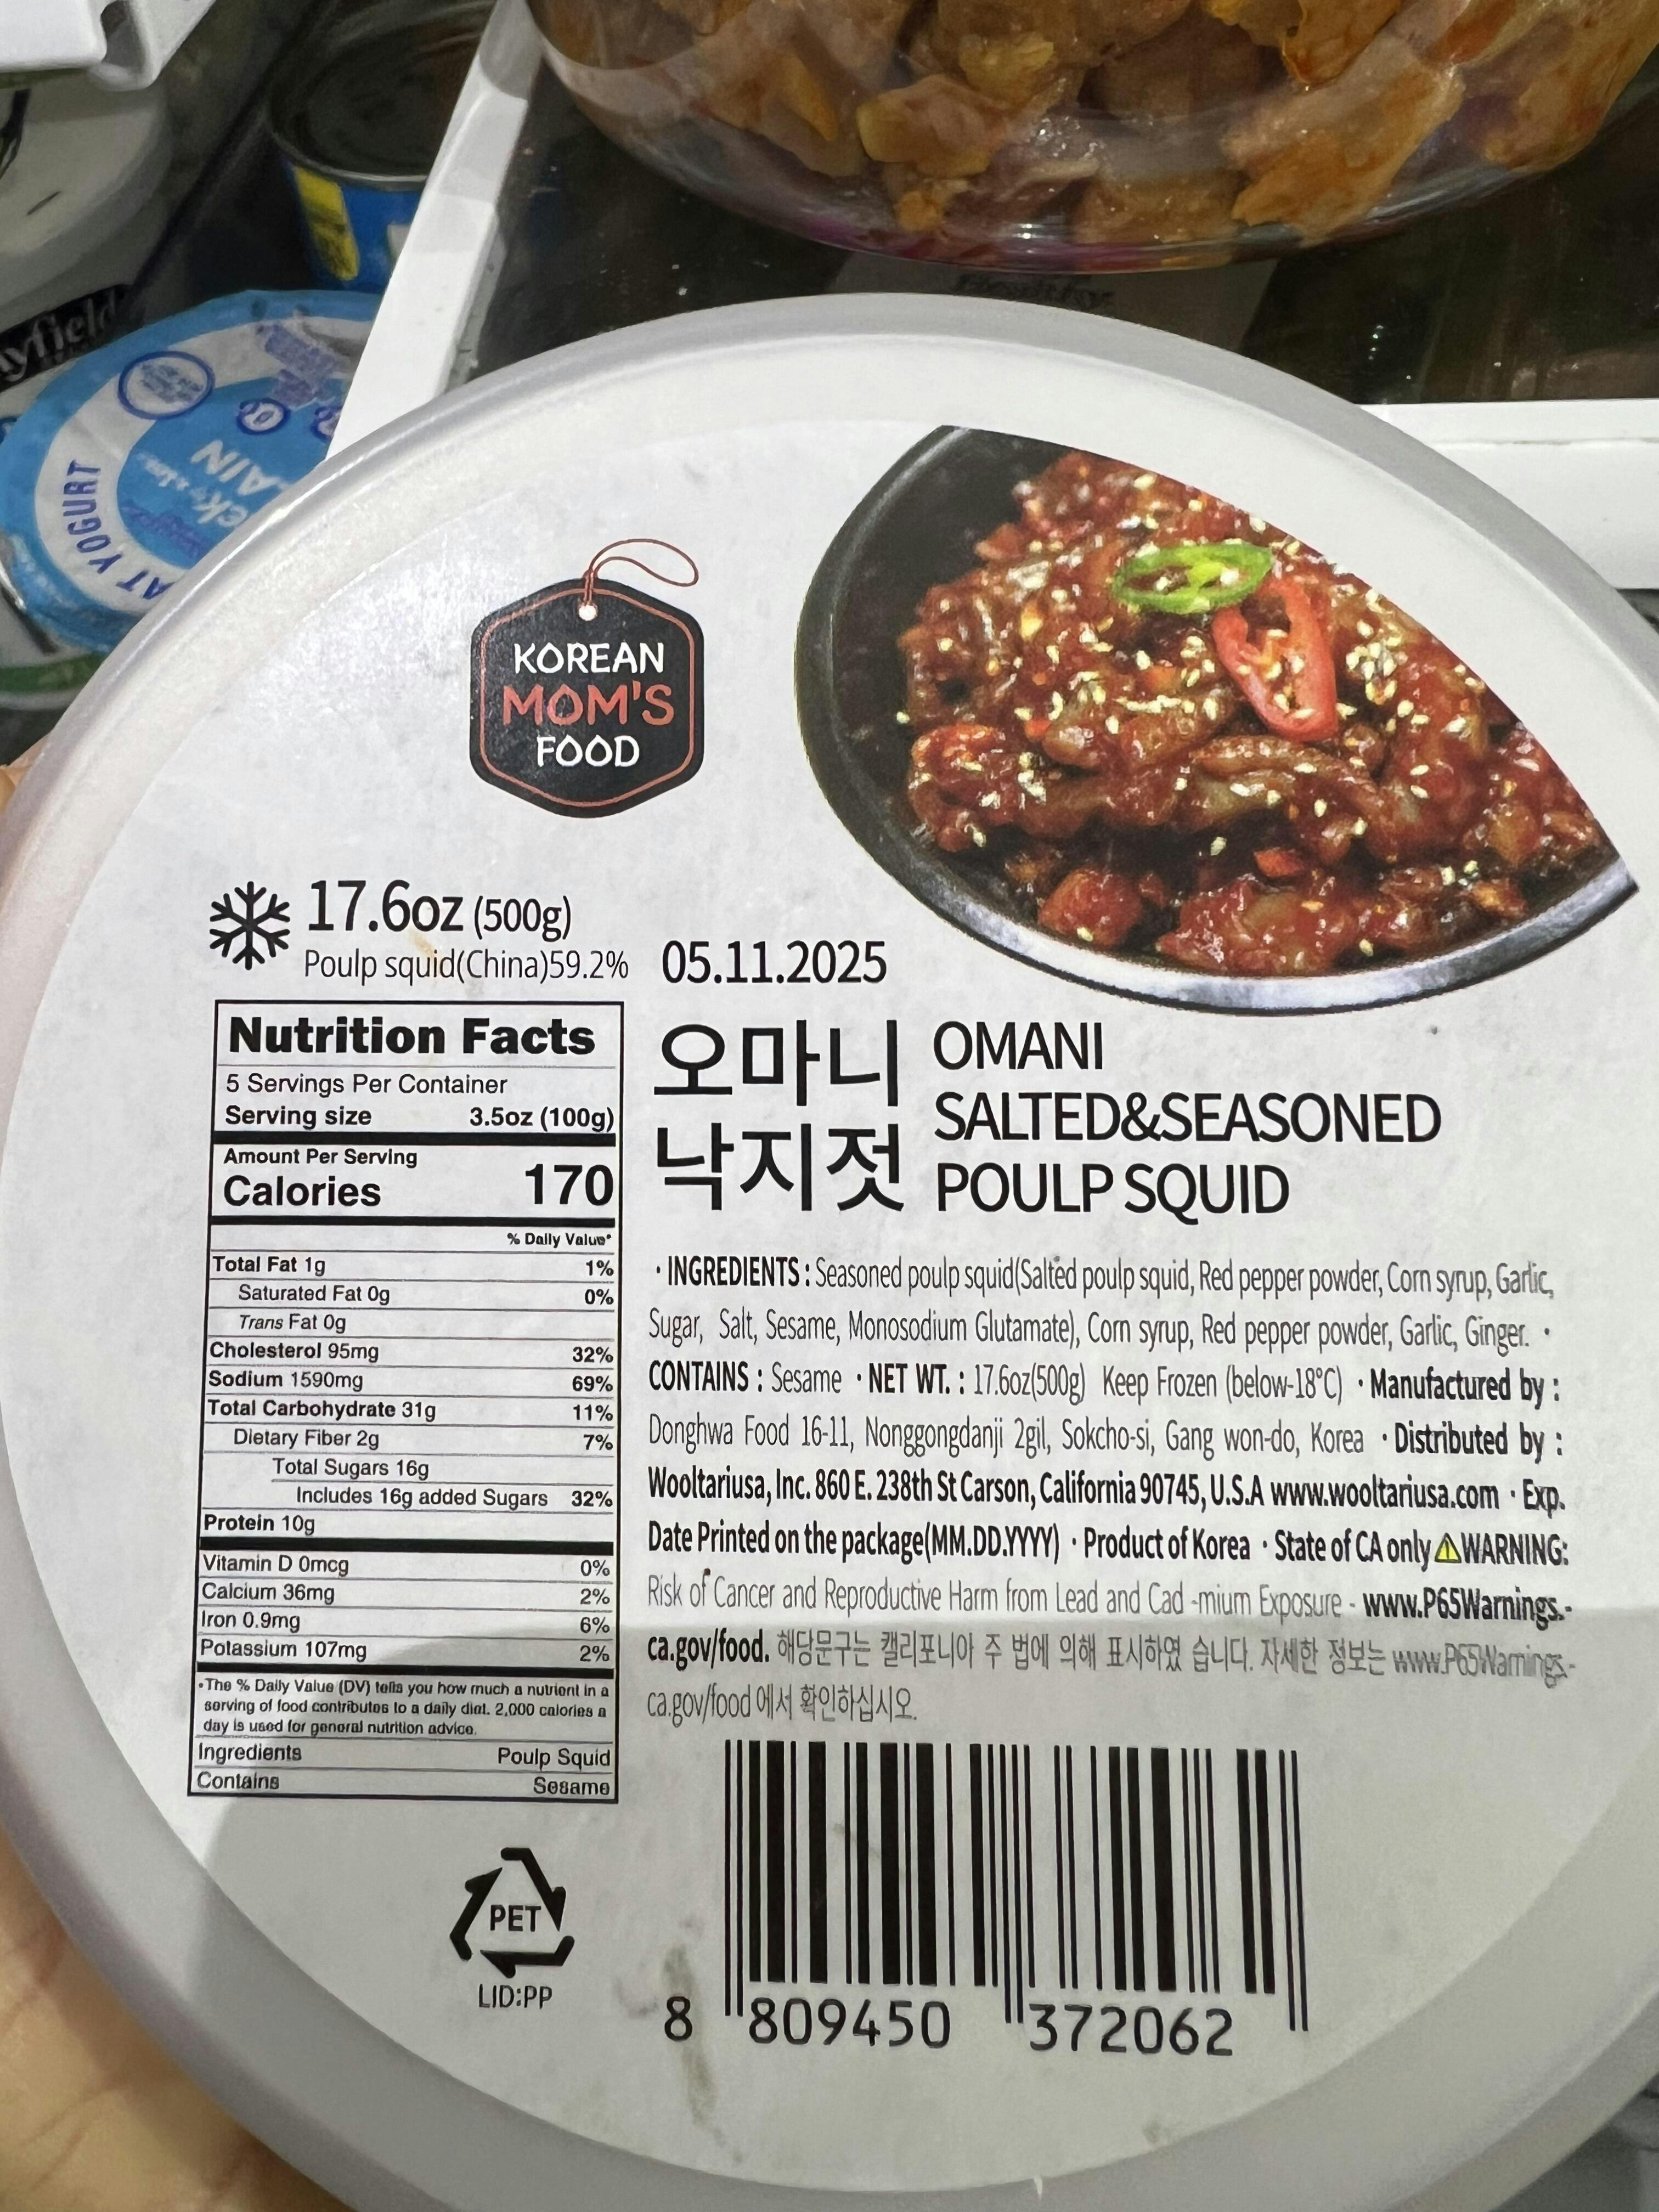 yfield
YOGURT
AIN
KOREAN
MOM'S
FOOD
17.6oz (500g)
Poulp squid(China)59.2%
05.11.2025
Nutrition Facts
5 Servings Per Container
Serving size 3.5oz (100g)
Amount Per Serving
Calories 170
% Daily Value*
Total Fat 1g 1%
Saturated Fat 0g 0%
Trans Fat 0g
Cholesterol 95mg 32%
Sodium 1590mg 69%
Total Carbohydrate 31g 11%
Dietary Fiber 2g 7%
Total Sugars 16g
Includes 16g added Sugars 32%
Protein 10g
Vitamin D 0mcg 0%
Calcium 36mg 2%
Iron 0.9mg 6%
Potassium 107mg 2%
•The % Daily Value (DV) tells you how much a nutrient in a
serving of food contributes to a daily diet. 2,000 calories a
day is used for general nutrition advice.
Ingredients Poulp Squid
Contains Sesame
PET
LID:PP
오마니
낙지젓
OMANI
SALTED&SEASONED
POULP SQUID
· INGREDIENTS : Seasoned poulp squid(Salted poulp squid, Red pepper powder, Corn syrup, Garlic,
Sugar, Salt, Sesame, Monosodium Glutamate), Corn syrup, Red pepper powder, Garlic, Ginger. ·
CONTAINS : Sesame · NET WT. : 17.6oz(500g) Keep Frozen (below-18°C) · Manufactured by :
Donghwa Food 16-11, Nonggongdanji 2gil, Sokcho-si, Gang won-do, Korea · Distributed by :
Wooltariusa, Inc. 860 E. 238th St Carson, California 90745, U.S.A www.wooltariusa.com · Exp.
Date Printed on the package(MM.DD.YYYY) · Product of Korea · State of CA only ⚠WARNING:
Risk of Cancer and Reproductive Harm from Lead and Cad -mium Exposure - www.P65Warnings.-
ca.gov/food. 해당문구는 캘리포니아 주 법에 의해 표시하였 습니다. 자세한 정보는 www.P65Warnings.-
ca.gov/food 에서 확인하십시오.
8 809450 372062